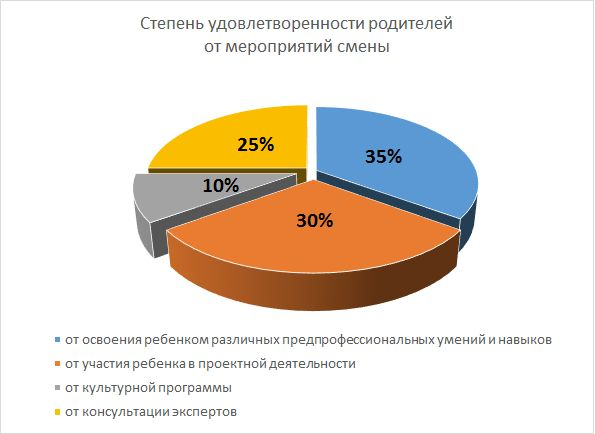 Степень удовлетворенности родителей
от мероприятий смены
25%
35%
10%
30%
от освоения ребенком различных предпрофессиональных умений и навыков
от участия ребенка в проектной деятельности
от культурной программы
от консультации экспертов